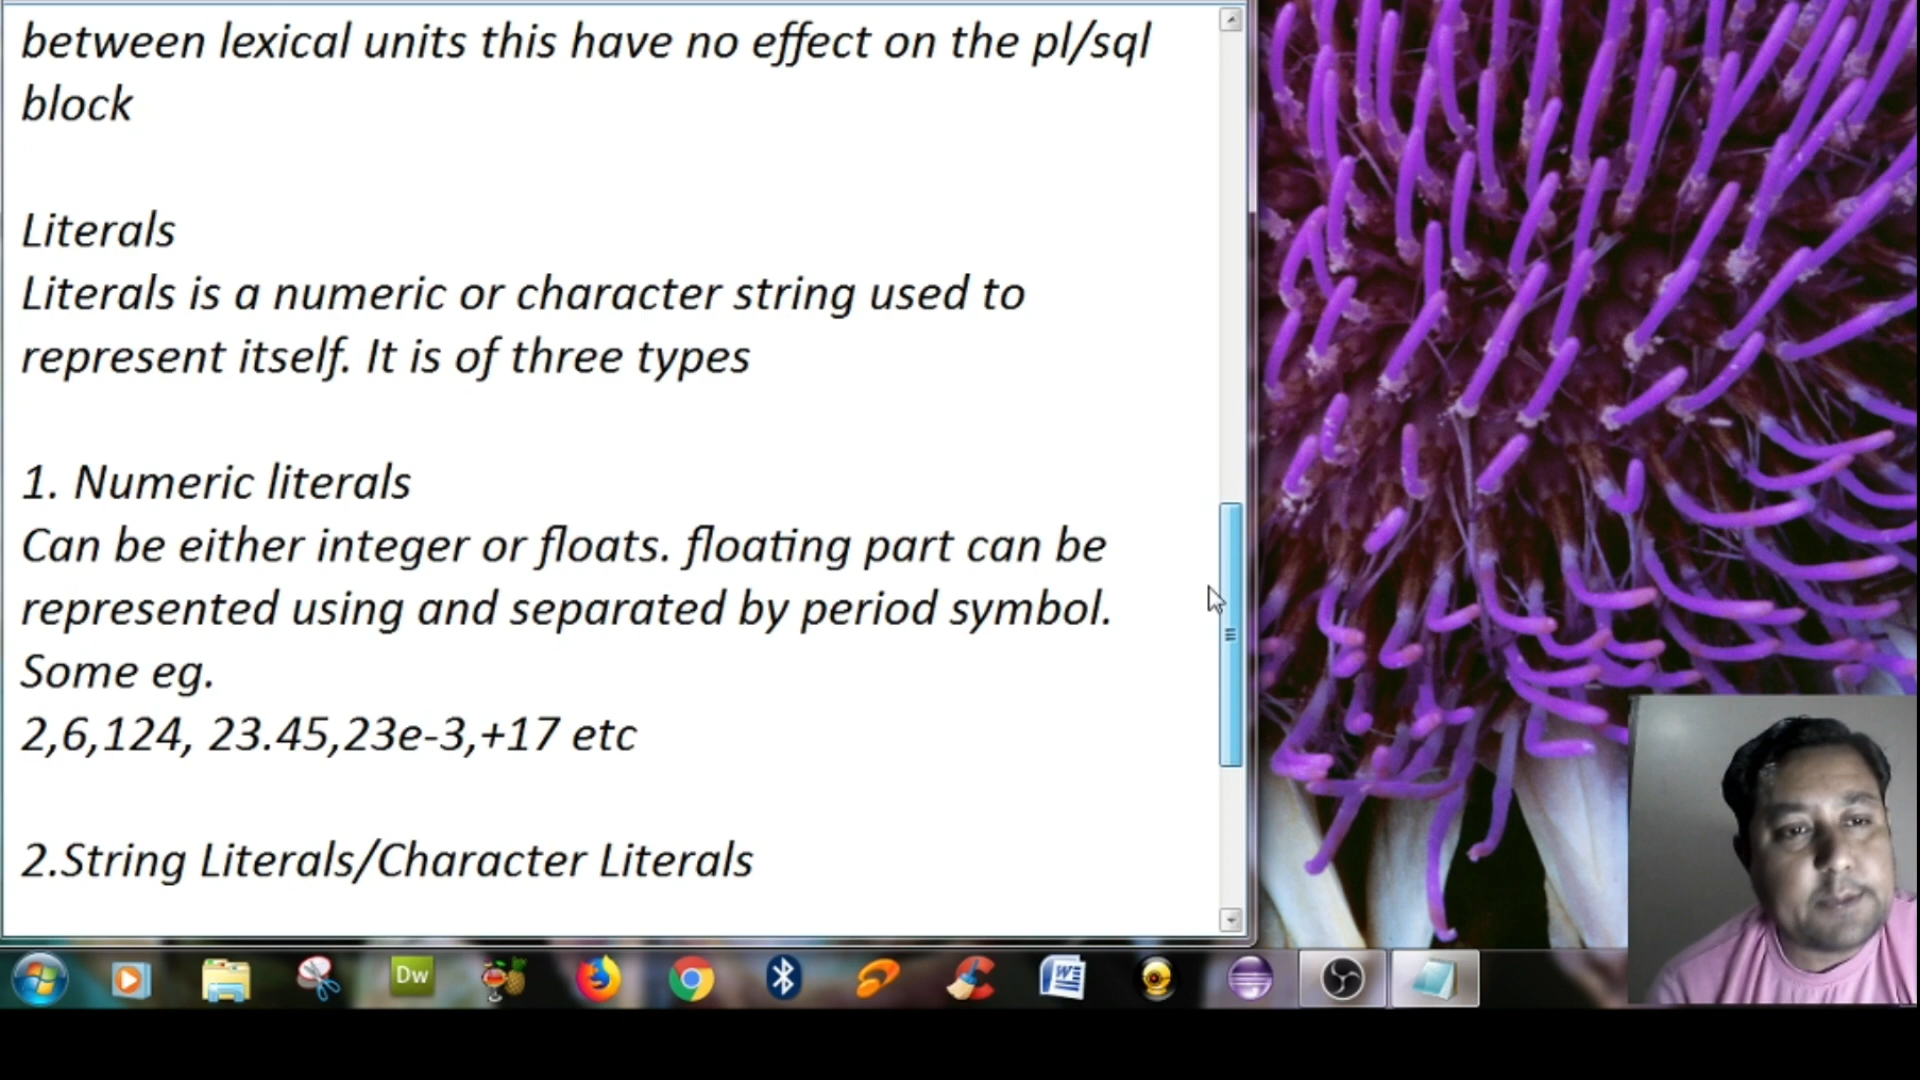 between lexical units this have no effect on the pl/sql
block
Literals
Literals is a numeric or character string used to
represent itself. It is of three types
1. Numeric literals
Can be either integer or floats. floating part can be
represented using and separated by period symbol.
Some eg.
2,6,124, 23.45,23e-3,+17 etc
2.String Literals/Character Literals
Dw